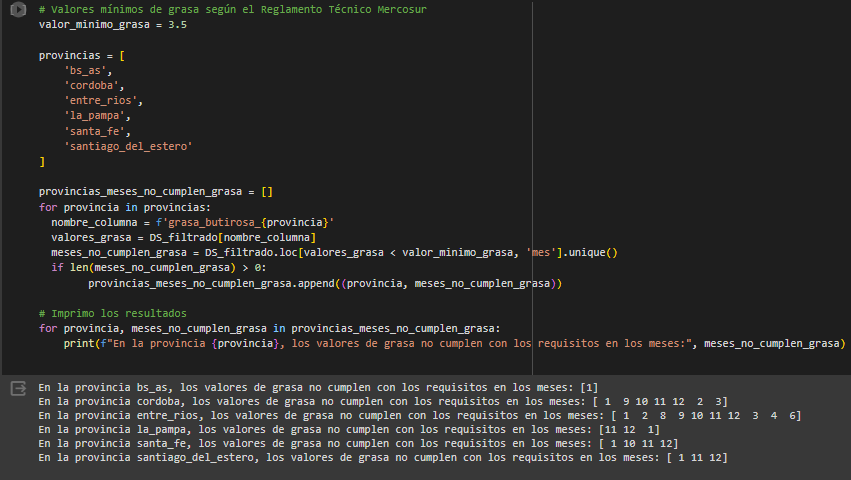 # Valores mínimos de grasa según el Reglamento Técnico Mercosur
valor_minimo_grasa = 3.5
provincias = [
    'bs_as',
    'cordoba',
    'entre_rios',
    'la_pampa',
    'santa_fe',
    'santiago_del_estero'
]
provincias_meses_no_cumplen_grasa = []
for provincia in provincias:
  nombre_columna = f'grasa_butirosa_{provincia}'
  valores_grasa = DS_filtrado[nombre_columna]
  meses_no_cumplen_grasa = DS_filtrado.loc[valores_grasa < valor_minimo_grasa, 'mes'].unique()
  if len(meses_no_cumplen_grasa) > 0:
        provincias_meses_no_cumplen_grasa.append((provincia, meses_no_cumplen_grasa))
# Imprimo los resultados
for provincia, meses_no_cumplen_grasa in provincias_meses_no_cumplen_grasa:
    print(f"En la provincia {provincia}, los valores de grasa no cumplen con los requisitos en los meses:", meses_no_cumplen_grasa)
En la provincia bs_as, los valores de grasa no cumplen con los requisitos en los meses: [1]
En la provincia cordoba, los valores de grasa no cumplen con los requisitos en los meses: [ 1  9 10 11 12  2  3]
En la provincia entre_rios, los valores de grasa no cumplen con los requisitos en los meses: [ 1  2  8  9 10 11 12  3  4  6]
En la provincia la_pampa, los valores de grasa no cumplen con los requisitos en los meses: [11 12  1]
En la provincia santa_fe, los valores de grasa no cumplen con los requisitos en los meses: [ 1 10 11 12]
En la provincia santiago_del_estero, los valores de grasa no cumplen con los requisitos en los meses: [ 1 11 12]